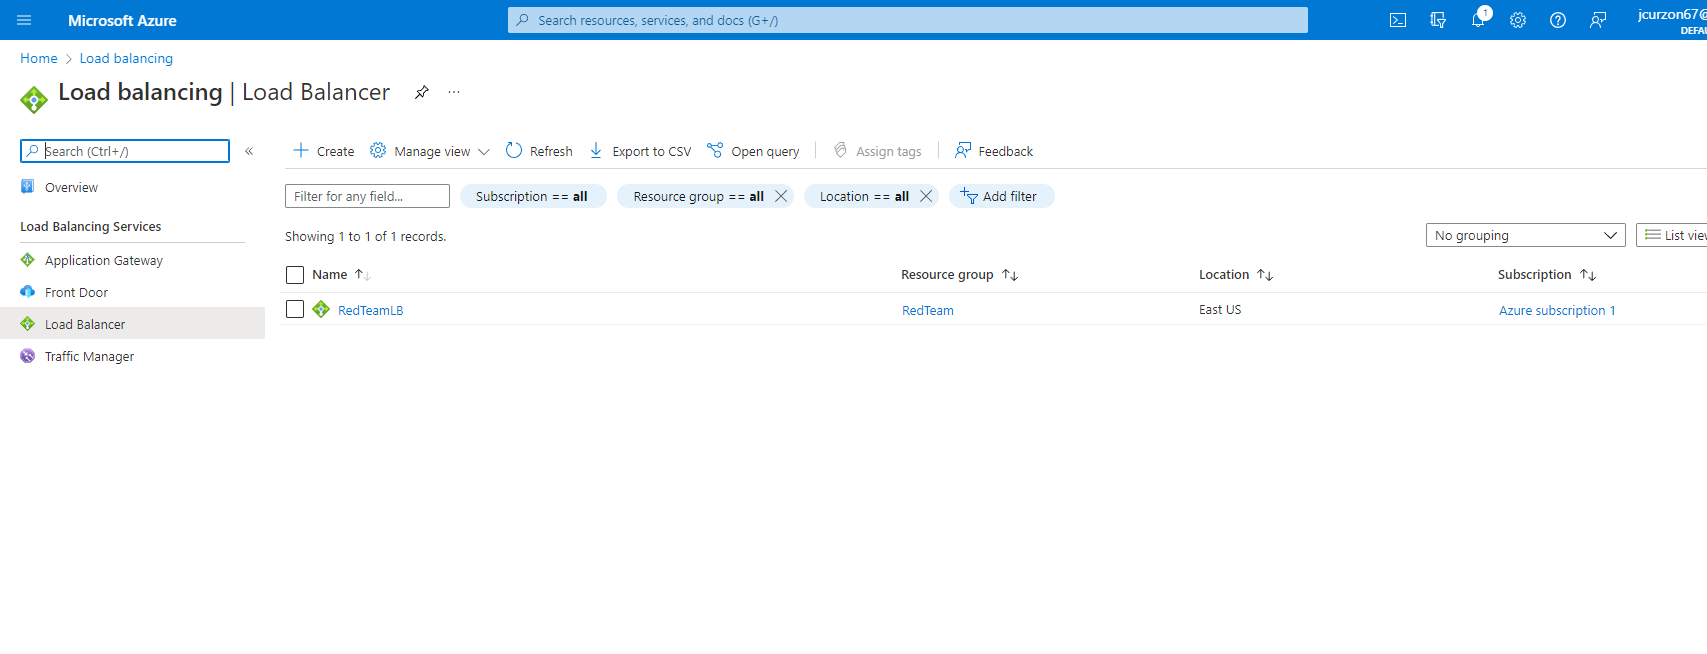 Microsoft Azure
Search resources, services, and docs (G+/)
1
jcurzon67@
DEFAU
Home > Load balancing
Load balancing | Load Balancer ...
Search (Ctrl+/) «
Create Manage view Refresh Export to CSV Open query Assign tags Feedback
Overview
Filter for any field... Subscription == all Resource group == all Location == all Add filter
Load Balancing Services
Showing 1 to 1 of 1 records. No grouping List view
Application Gateway
Front Door
Load Balancer
Traffic Manager
Name Resource group Location Subscription
RedTeamLB RedTeam East US Azure subscription 1